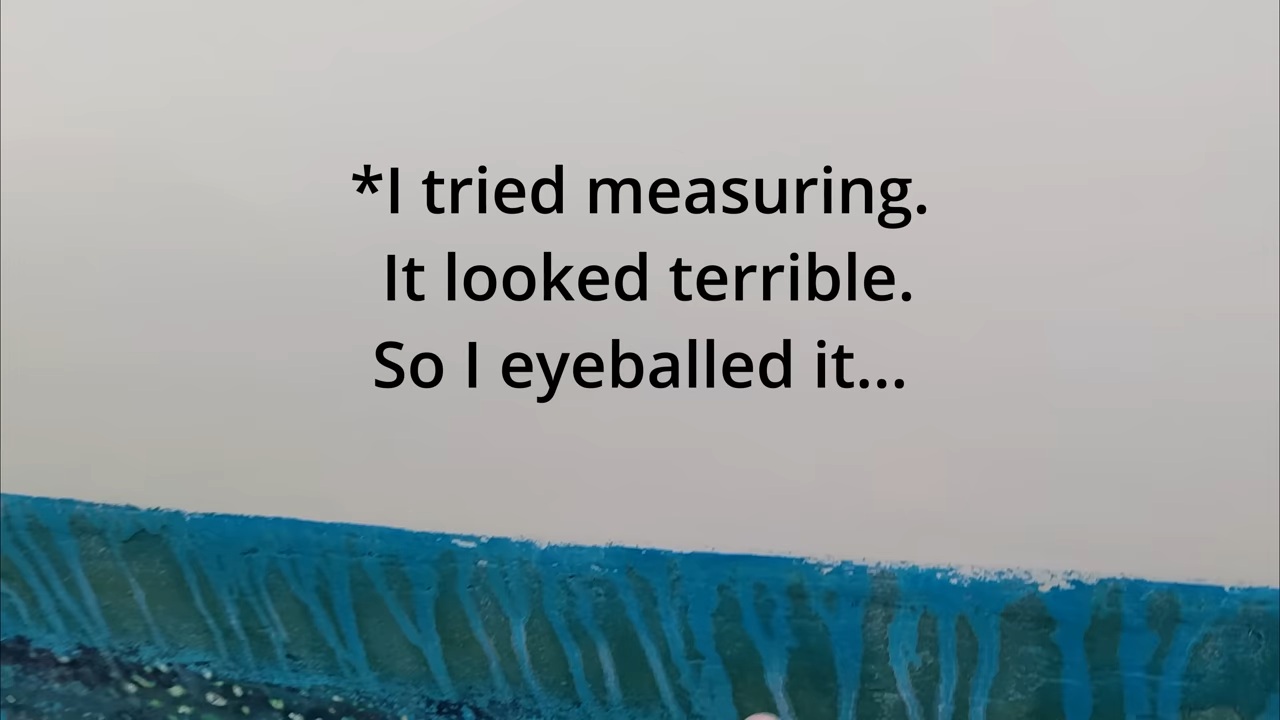 *I tried measuring.
It looked terrible.
So I eyeballed it...